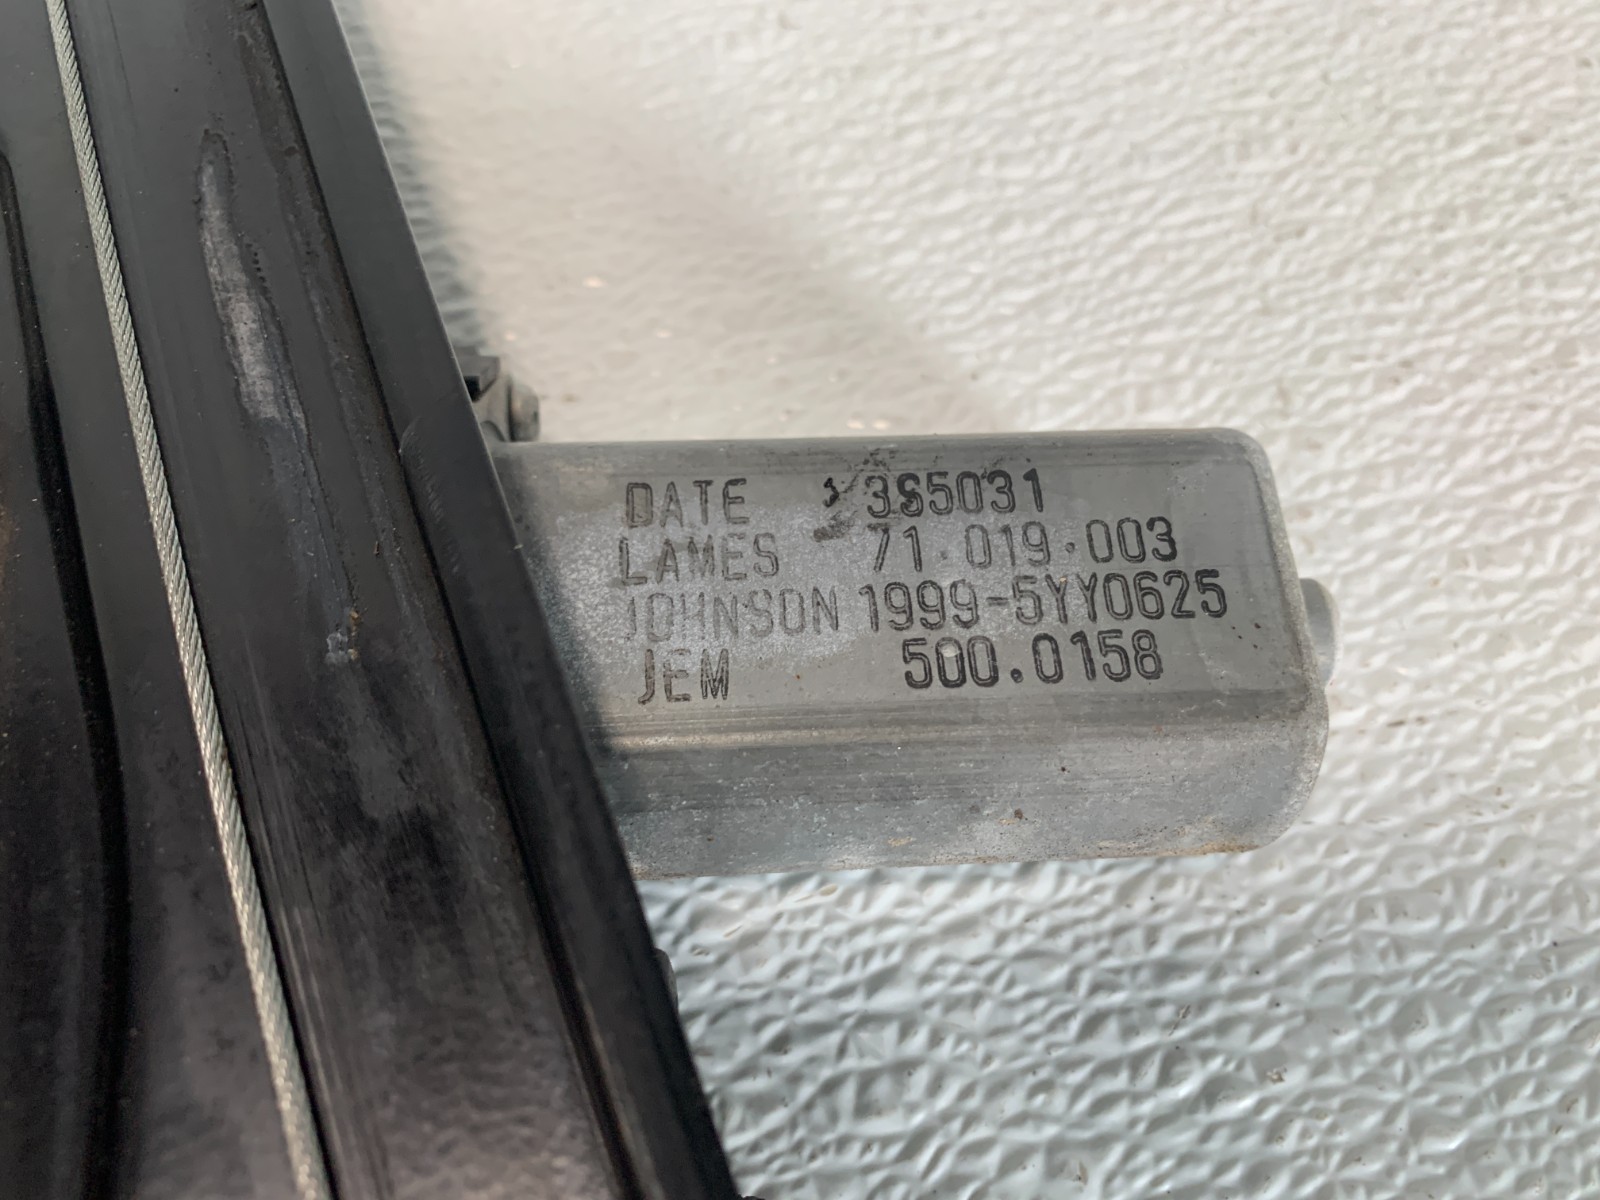 DATE 3S5031
LAMES 71.019.003
JOHNSON 1999-5YY0625
JEM 500.0158